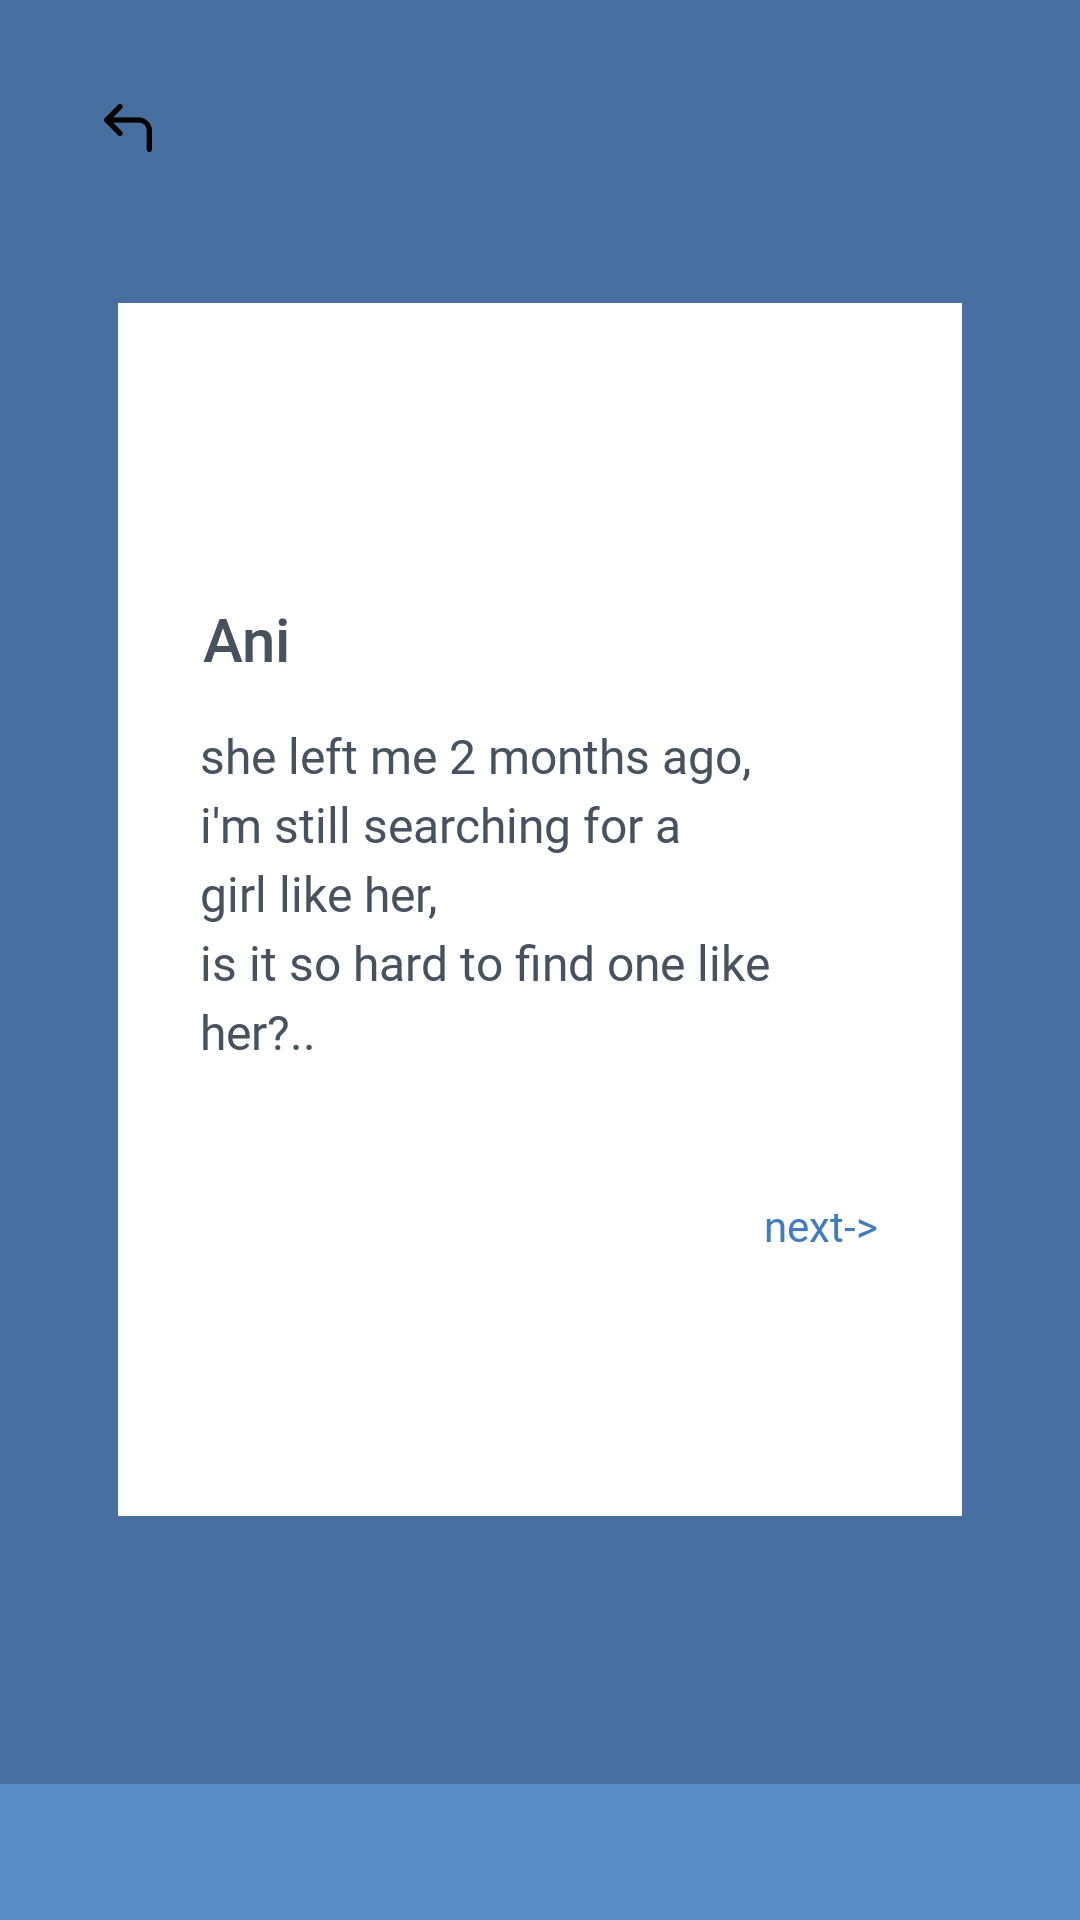 Ani
she left me 2 months ago,
i'm still searching for a
girl like her,
is it so hard to find one like
her?..
next->